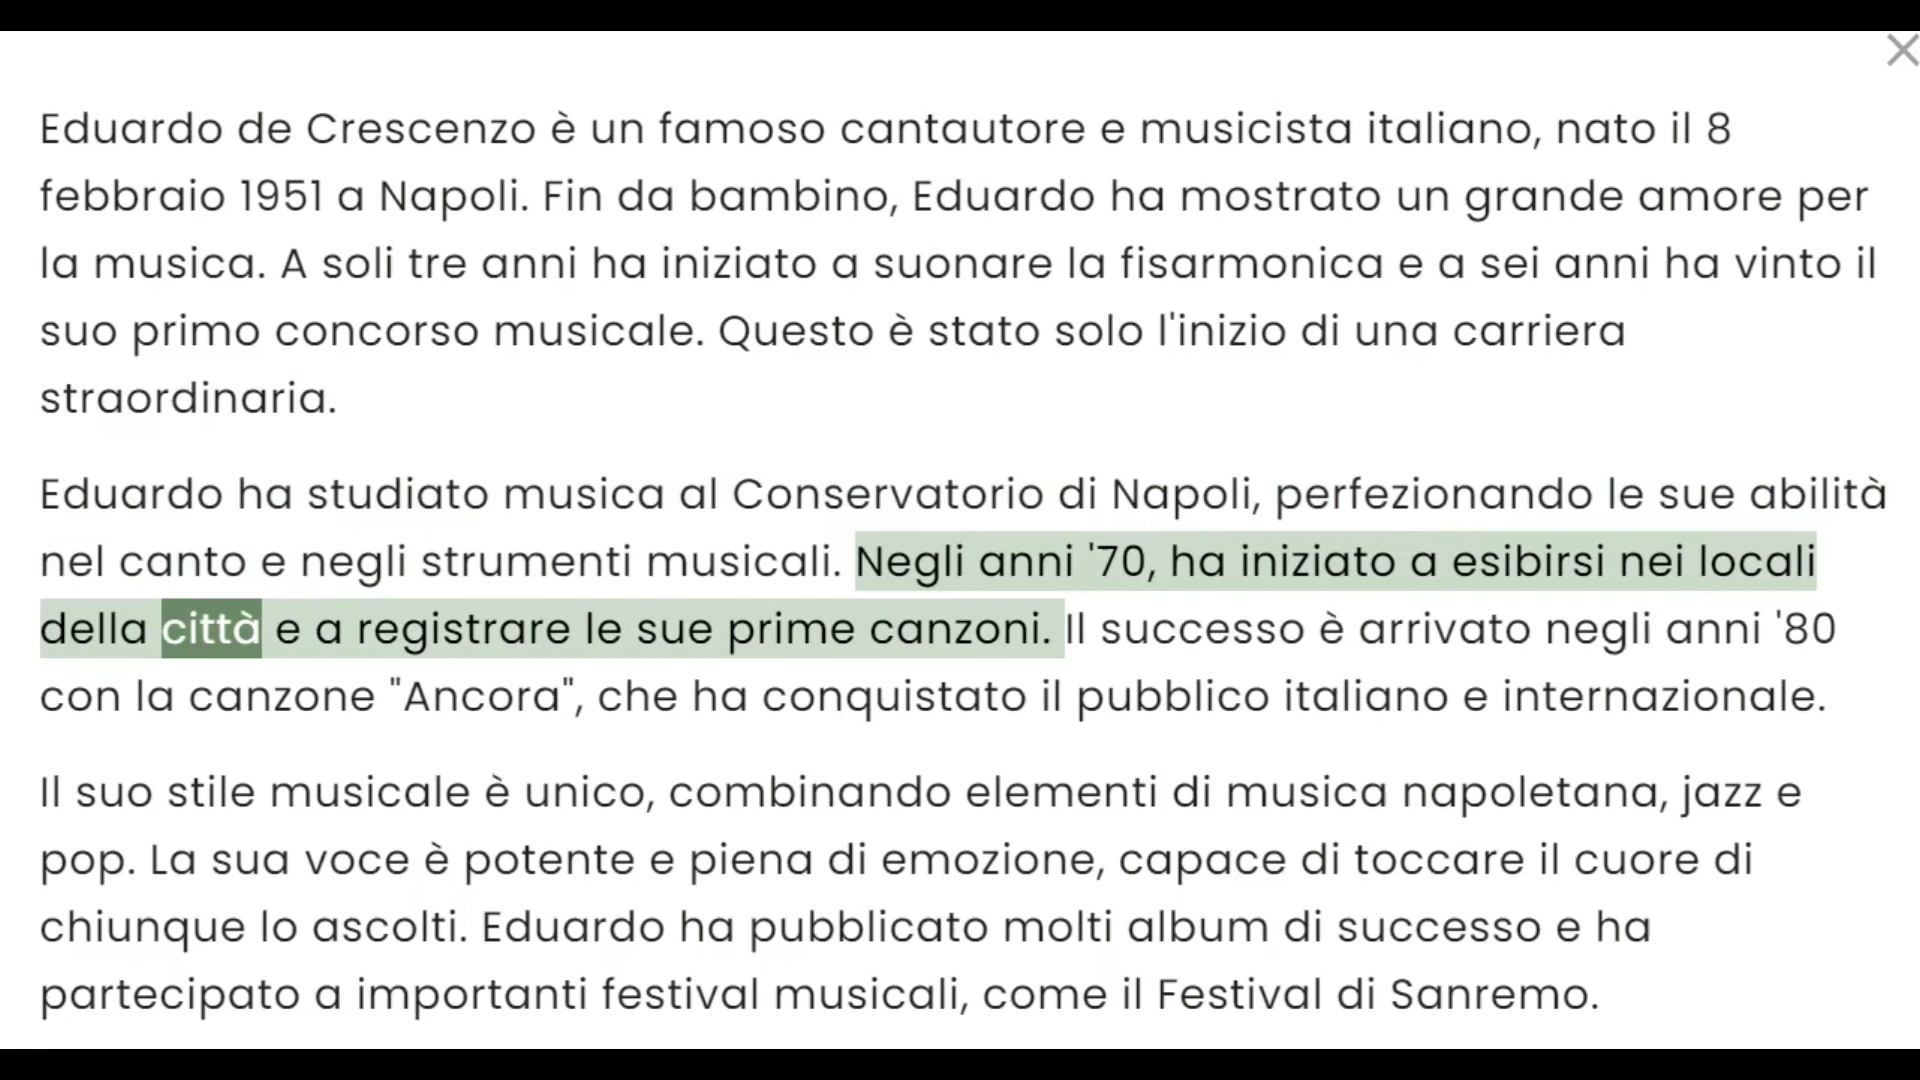 Eduardo de Crescenzo è un famoso cantautore e musicista italiano, nato il 8
febbraio 1951 a Napoli. Fin da bambino, Eduardo ha mostrato un grande amore per
la musica. A soli tre anni ha iniziato a suonare la fisarmonica e a sei anni ha vinto il
suo primo concorso musicale. Questo è stato solo l'inizio di una carriera
straordinaria.
Eduardo ha studiato musica al Conservatorio di Napoli, perfezionando le sue abilità
nel canto e negli strumenti musicali. Negli anni '70, ha iniziato a esibirsi nei locali
della città e a registrare le sue prime canzoni. Il successo è arrivato negli anni '80
con la canzone "Ancora", che ha conquistato il pubblico italiano e internazionale.
Il suo stile musicale è unico, combinando elementi di musica napoletana, jazz e
pop. La sua voce è potente e piena di emozione, capace di toccare il cuore di
chiunque lo ascolti. Eduardo ha pubblicato molti album di successo e ha
partecipato a importanti festival musicali, come il Festival di Sanremo.